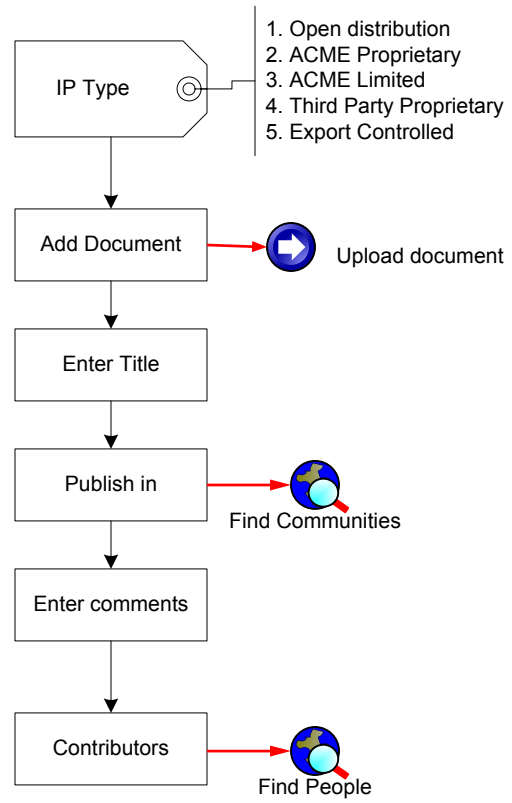 IP Type
1. Open distribution
2. ACME Proprietary
3. ACME Limited
4. Third Party Proprietary
5. Export Controlled
Add Document
Upload document
Enter Title
Publish in
Find Communities
Enter comments
Contributors
Find People